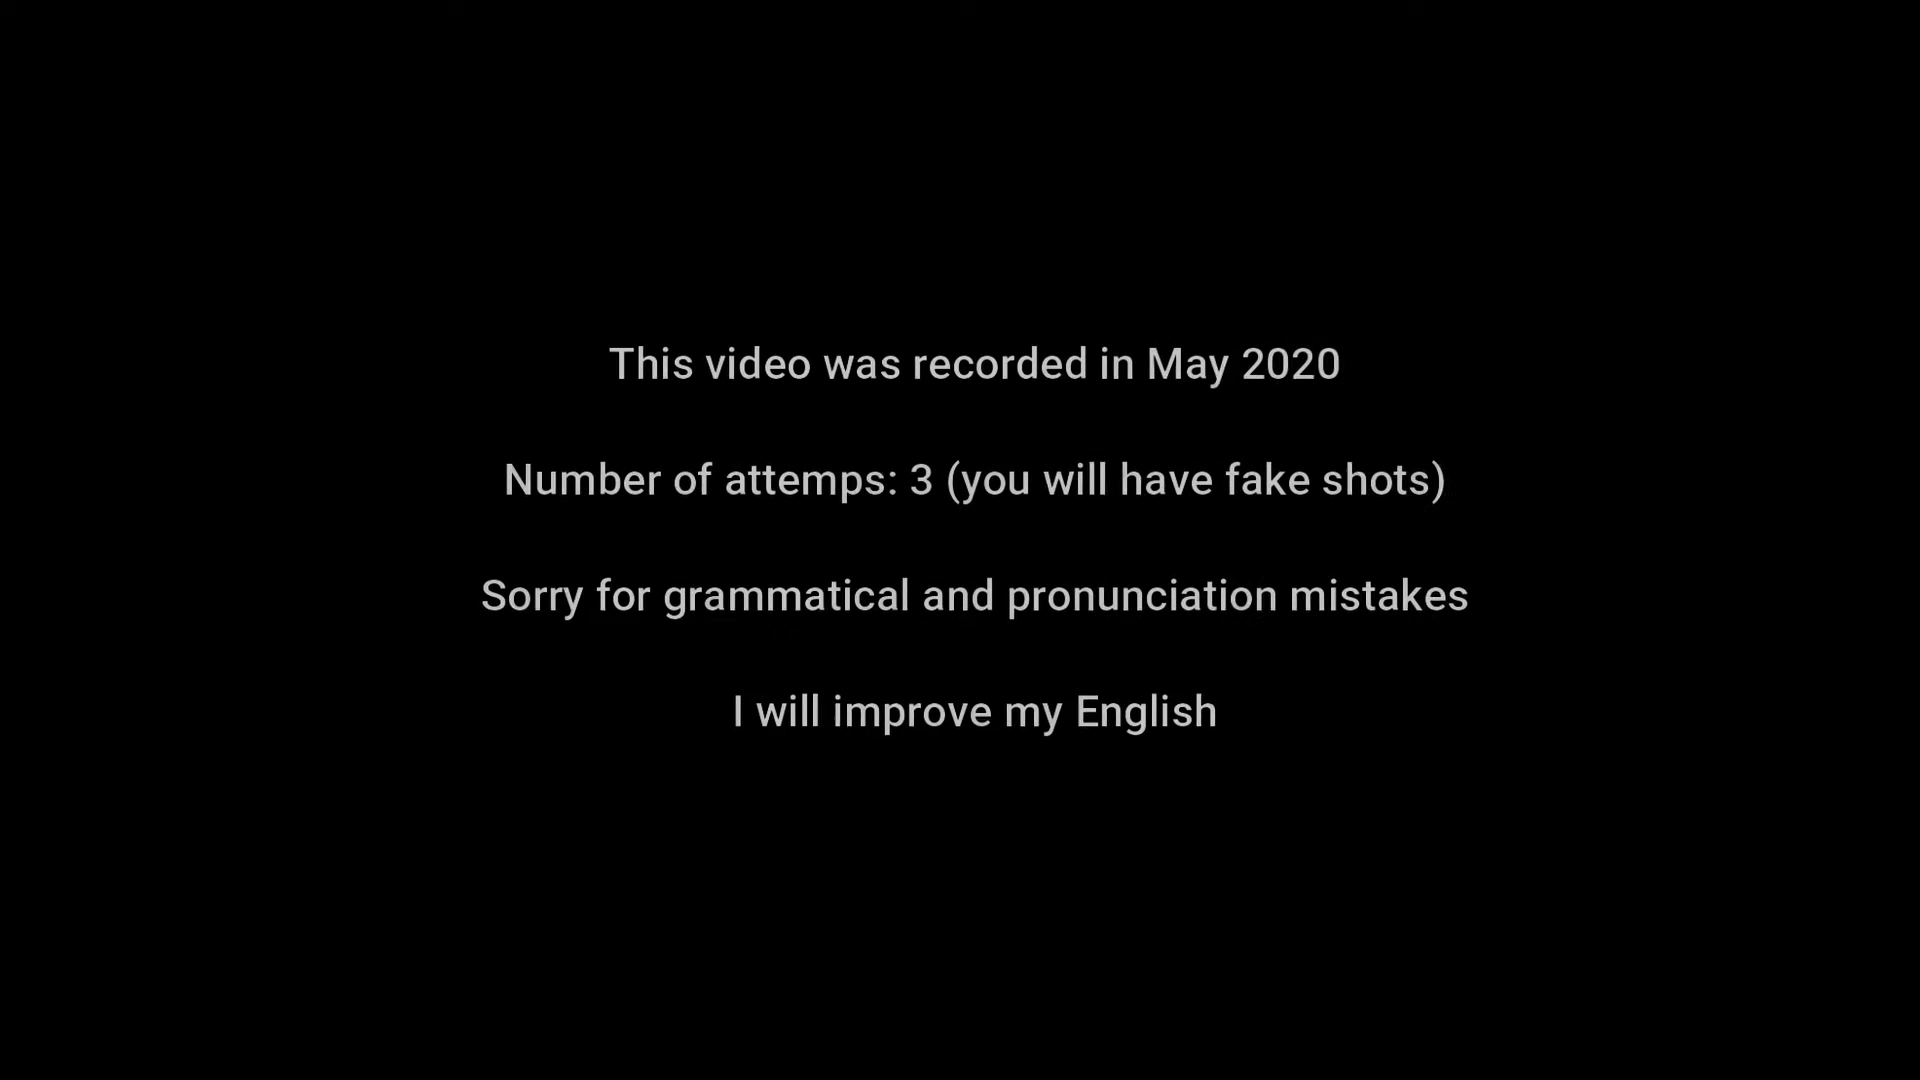 This video was recorded in May 2020
Number of attemps: 3 (you will have fake shots)
Sorry for grammatical and pronunciation mistakes
I will improve my English